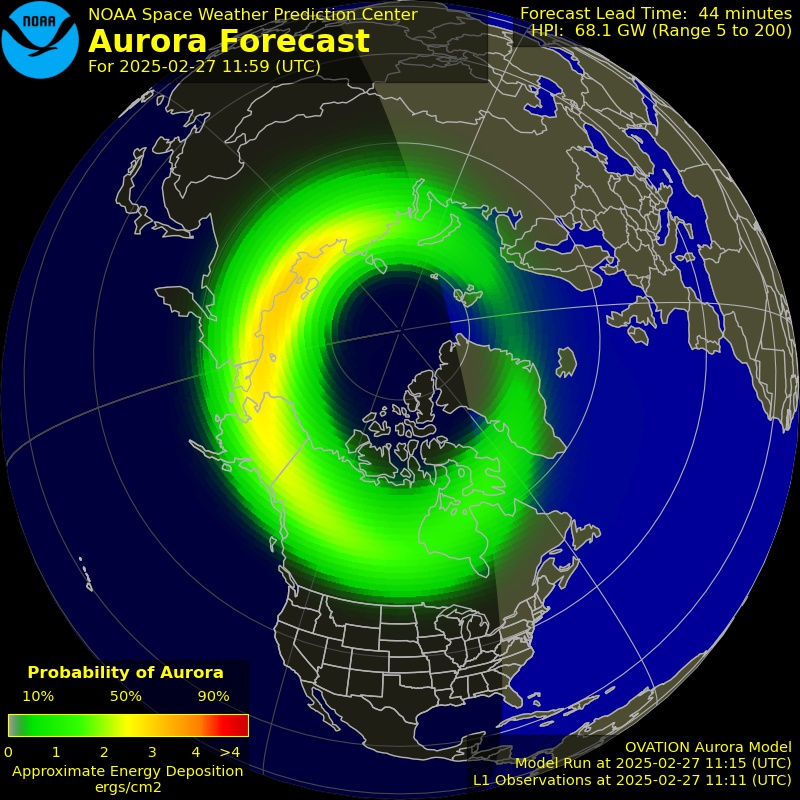 NOAA
NOAA Space Weather Prediction Center
Aurora Forecast
For 2025-02-27 11:59 (UTC)
Forecast Lead Time: 44 minutes
HPI: 68.1 GW (Range 5 to 200)
Probability of Aurora
10% 50% 90%
0 1 2 3 4 >4
Approximate Energy Deposition
ergs/cm2
OVATION Aurora Model
Model Run at 2025-02-27 11:15 (UTC)
L1 Observations at 2025-02-27 11:11 (UTC)